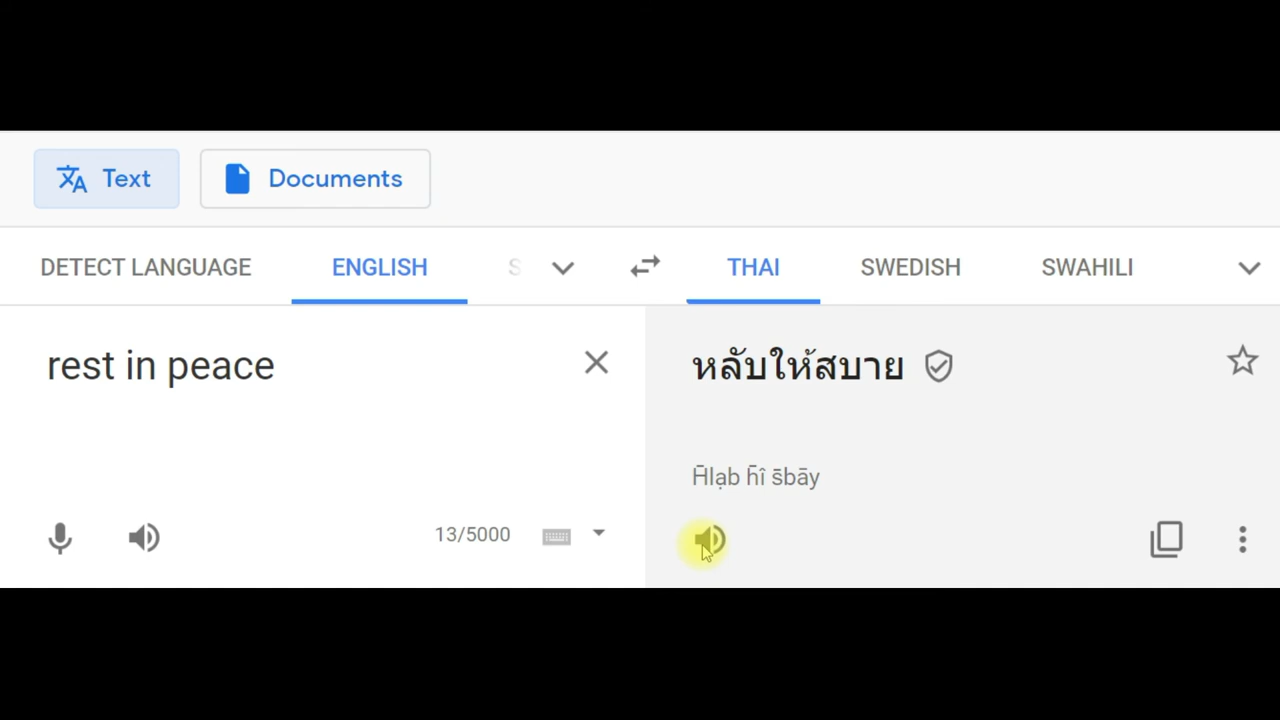 Text Documents
DETECT LANGUAGE ENGLISH THAI SWEDISH SWAHILI
rest in peace
หลับให้สบาย
H̄lạb h̄ı̂ s̄bāy
13/5000